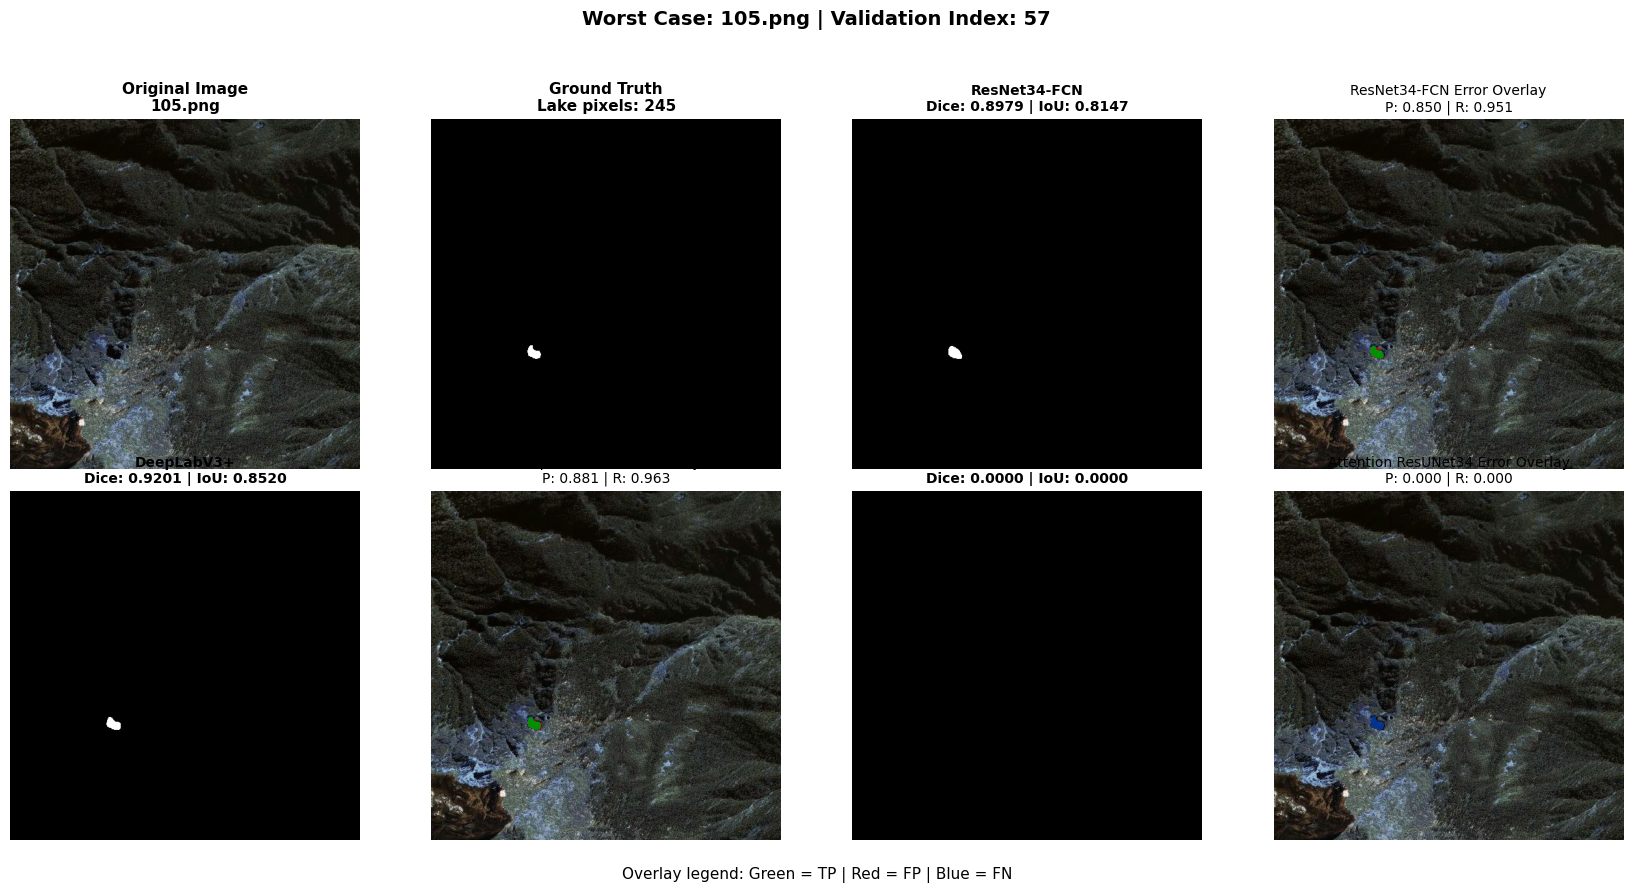 Worst Case: 105.png | Validation Index: 57
Original Image
105.png
Ground Truth
Lake pixels: 245
ResNet34-FCN
Dice: 0.8979 | IoU: 0.8147
ResNet34-FCN Error Overlay
P: 0.850 | R: 0.951
DeepLabV3+
Dice: 0.9201 | IoU: 0.8520
P: 0.881 | R: 0.963
Dice: 0.0000 | IoU: 0.0000
Attention ResUNet34 Error Overlay
P: 0.000 | R: 0.000
Overlay legend: Green = TP | Red = FP | Blue = FN